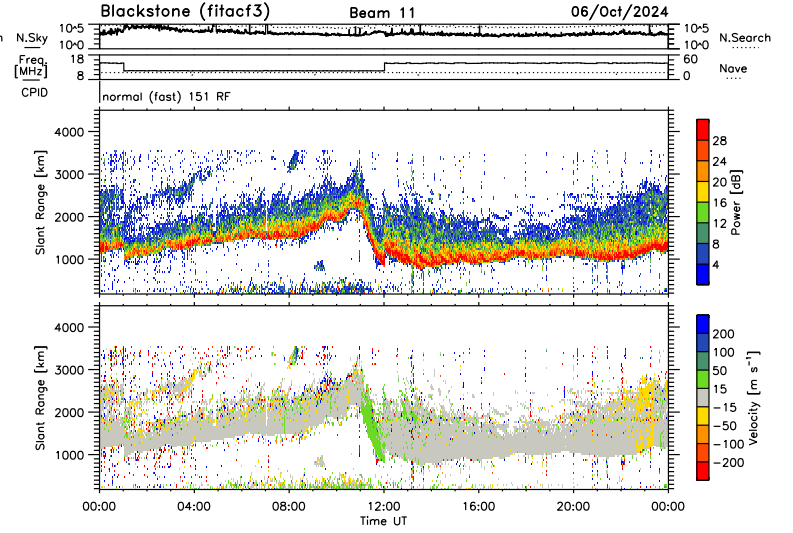 Blackstone (fitacf3) Beam 11 06/Oct/2024
n N.Sky 10^5 10^0 10^5 10^0 N.Search
Freq. [MHz] 18 8 60 0 Nave
CPID normal (fast) 151 RF
Slant Range [km] 4000 3000 2000 1000
Power [dB] 28 24 20 16 12 8 4
Slant Range [km] 4000 3000 2000 1000
Velocity [m s⁻¹] 200 100 50 15 −15 −50 −100 −200
00:00 04:00 08:00 12:00 16:00 20:00 00:00
Time UT